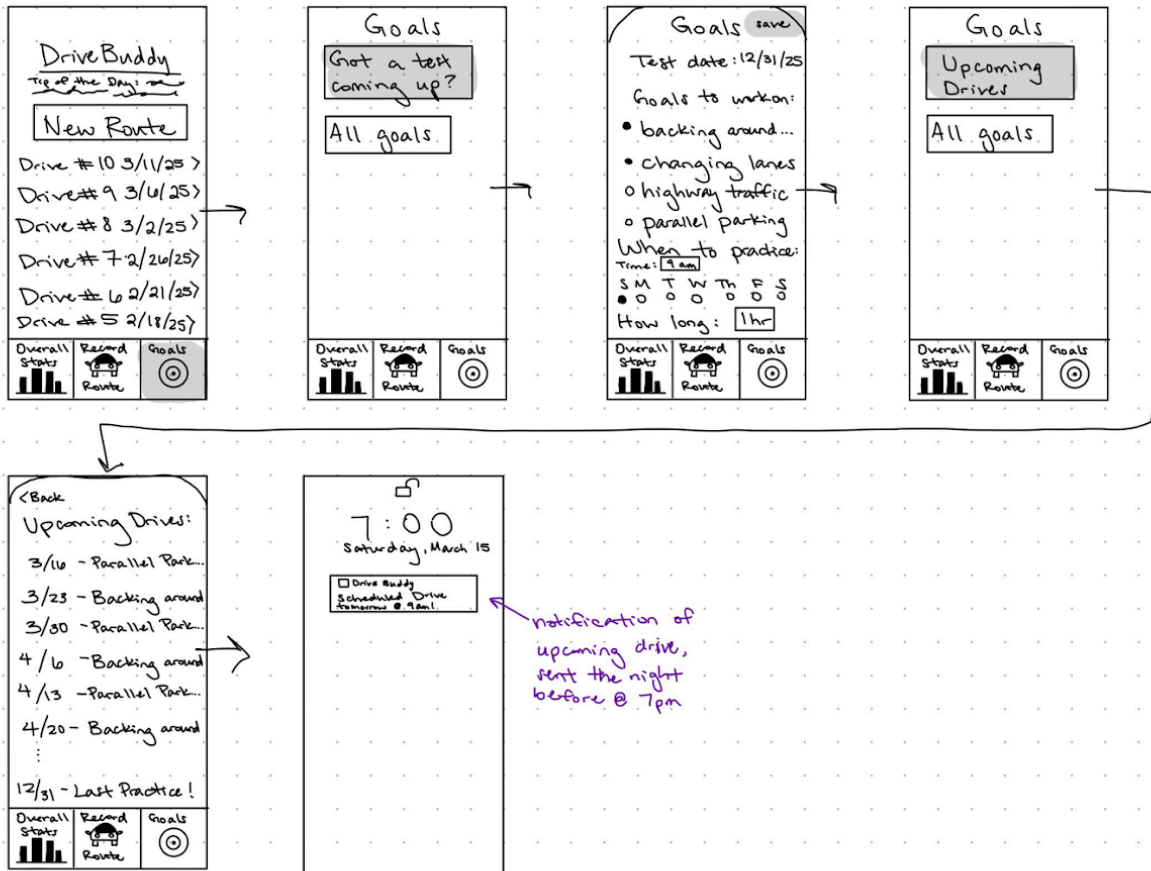 DriveBuddy
Tip of the Day:
New Route
Drive #10 3/11/25 >
Drive #9 3/6/25 >
Drive #8 3/2/25 >
Drive #7 2/26/25 >
Drive #6 2/21/25 >
Drive #5 2/18/25 >
Overall Stats
Record Route
Goals
Goals
Got a test
coming up?
All goals
Overall Stats
Record Route
Goals
Goals
save
Test date: 12/31/25
Goals to work on:
backing around...
changing lanes
highway traffic
parallel parking
When to practice:
Time: 9 am
S M T W Th F S
How long: 1hr
Overall Stats
Record Route
Goals
Goals
Upcoming
Drives
All goals
Overall Stats
Record Route
Goals
<Back
Upcoming Drives:
3/16 - Parallel Park...
3/23 - Backing around
3/30 - Parallel Park...
4/6 - Backing around
4/13 - Parallel Park...
4/20 - Backing around
⋮
12/31 - Last Practice!
Overall Stats
Record Route
Goals
7:00
Saturday, March 15
Drive Buddy
Scheduled Drive
tomorrow @ 9am!
notification of
upcoming drive,
sent the night
before @ 7pm